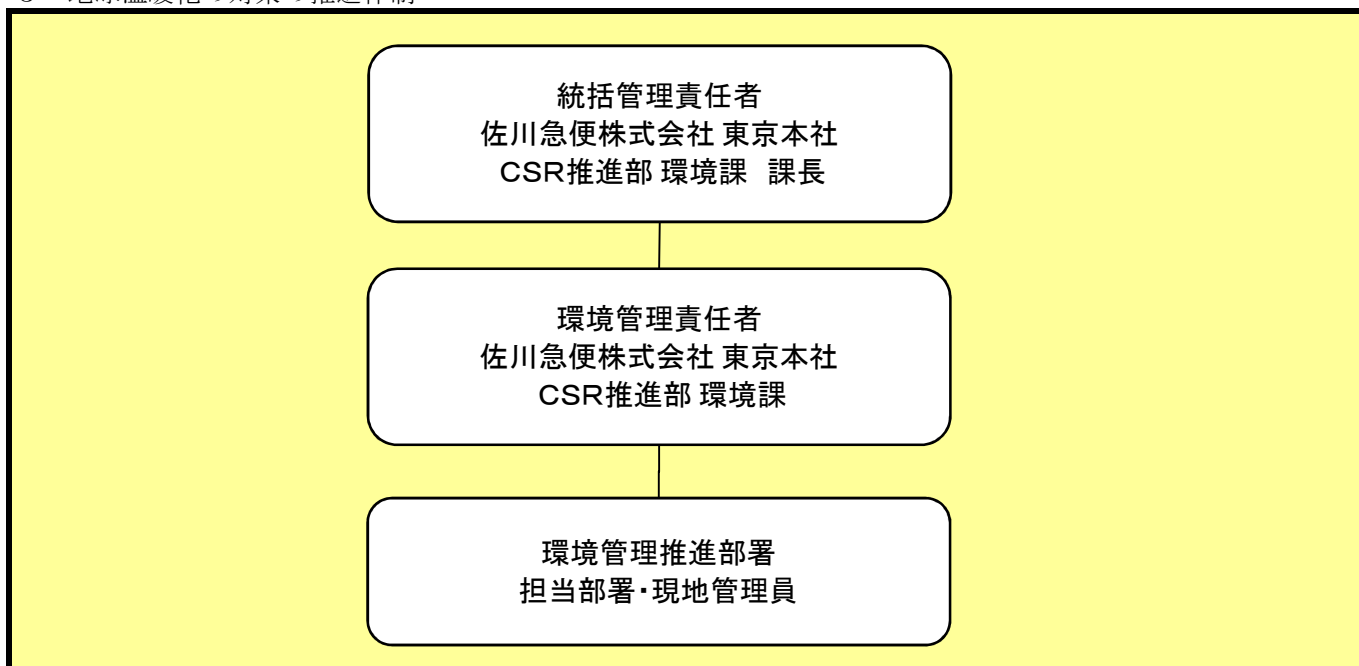 統括管理責任者
佐川急便株式会社 東京本社
CSR推進部 環境課　課長
環境管理責任者
佐川急便株式会社 東京本社
CSR推進部 環境課
環境管理推進部署
担当部署・現地管理員